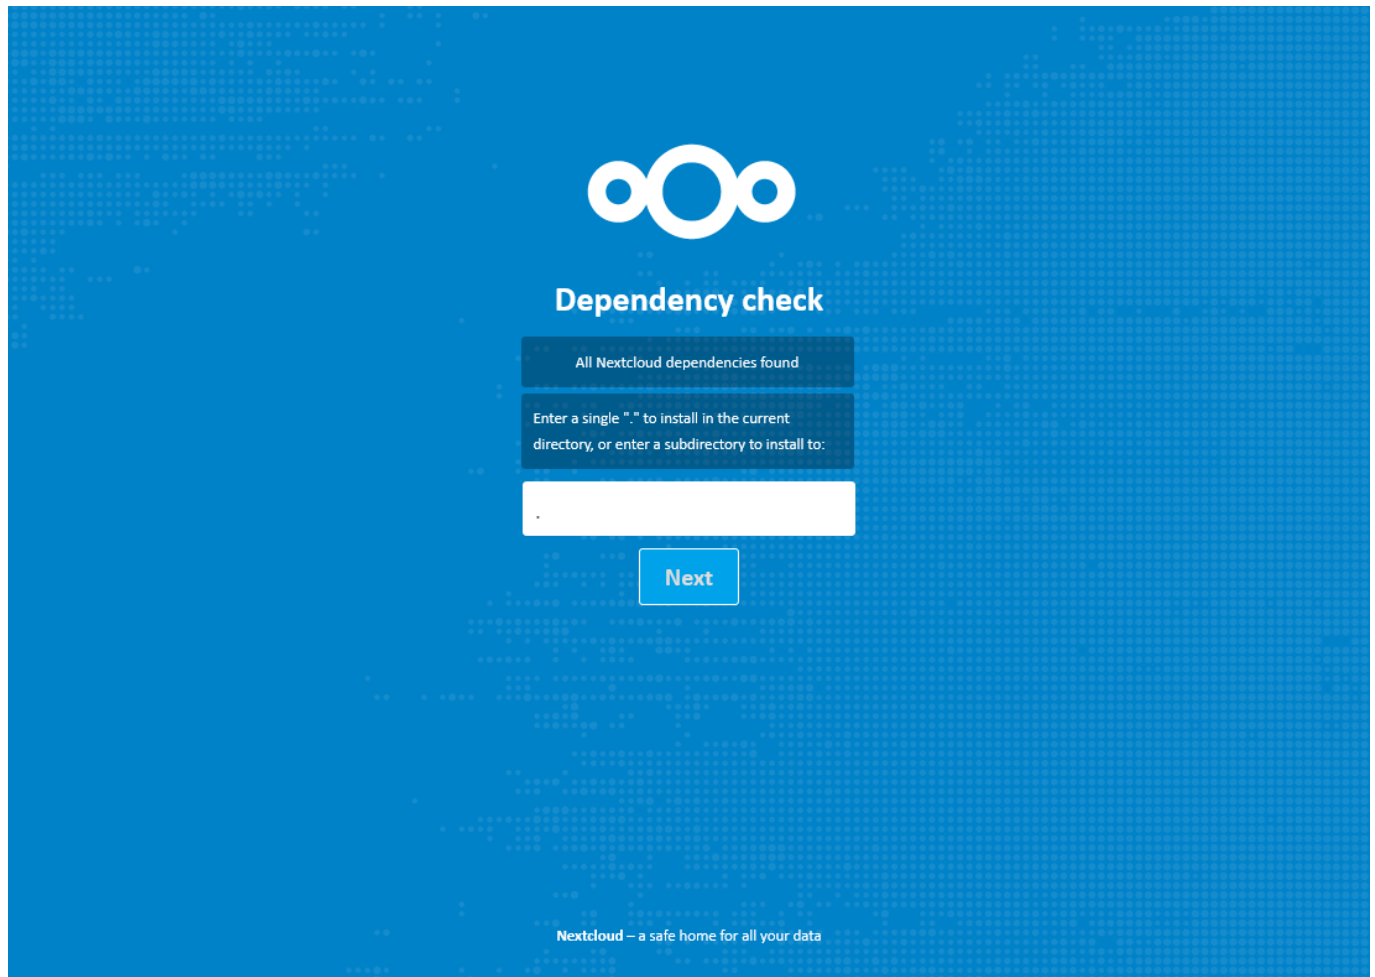 Dependency check
All Nextcloud dependencies found
Enter a single "." to install in the current
directory, or enter a subdirectory to install to:
.
Next
Nextcloud – a safe home for all your data